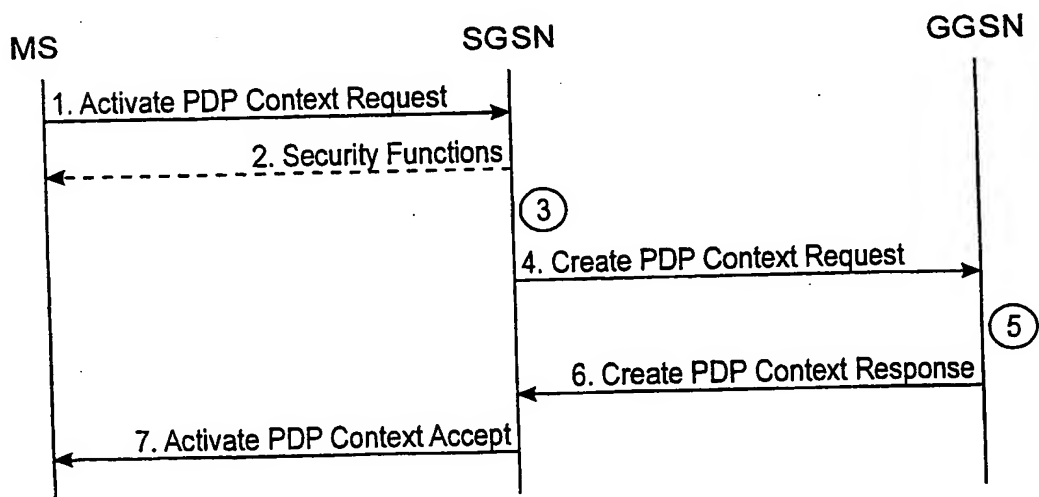 MS
SGSN
GGSN
1. Activate PDP Context Request
2. Security Functions
3
4. Create PDP Context Request
5
6. Create PDP Context Response
7. Activate PDP Context Accept